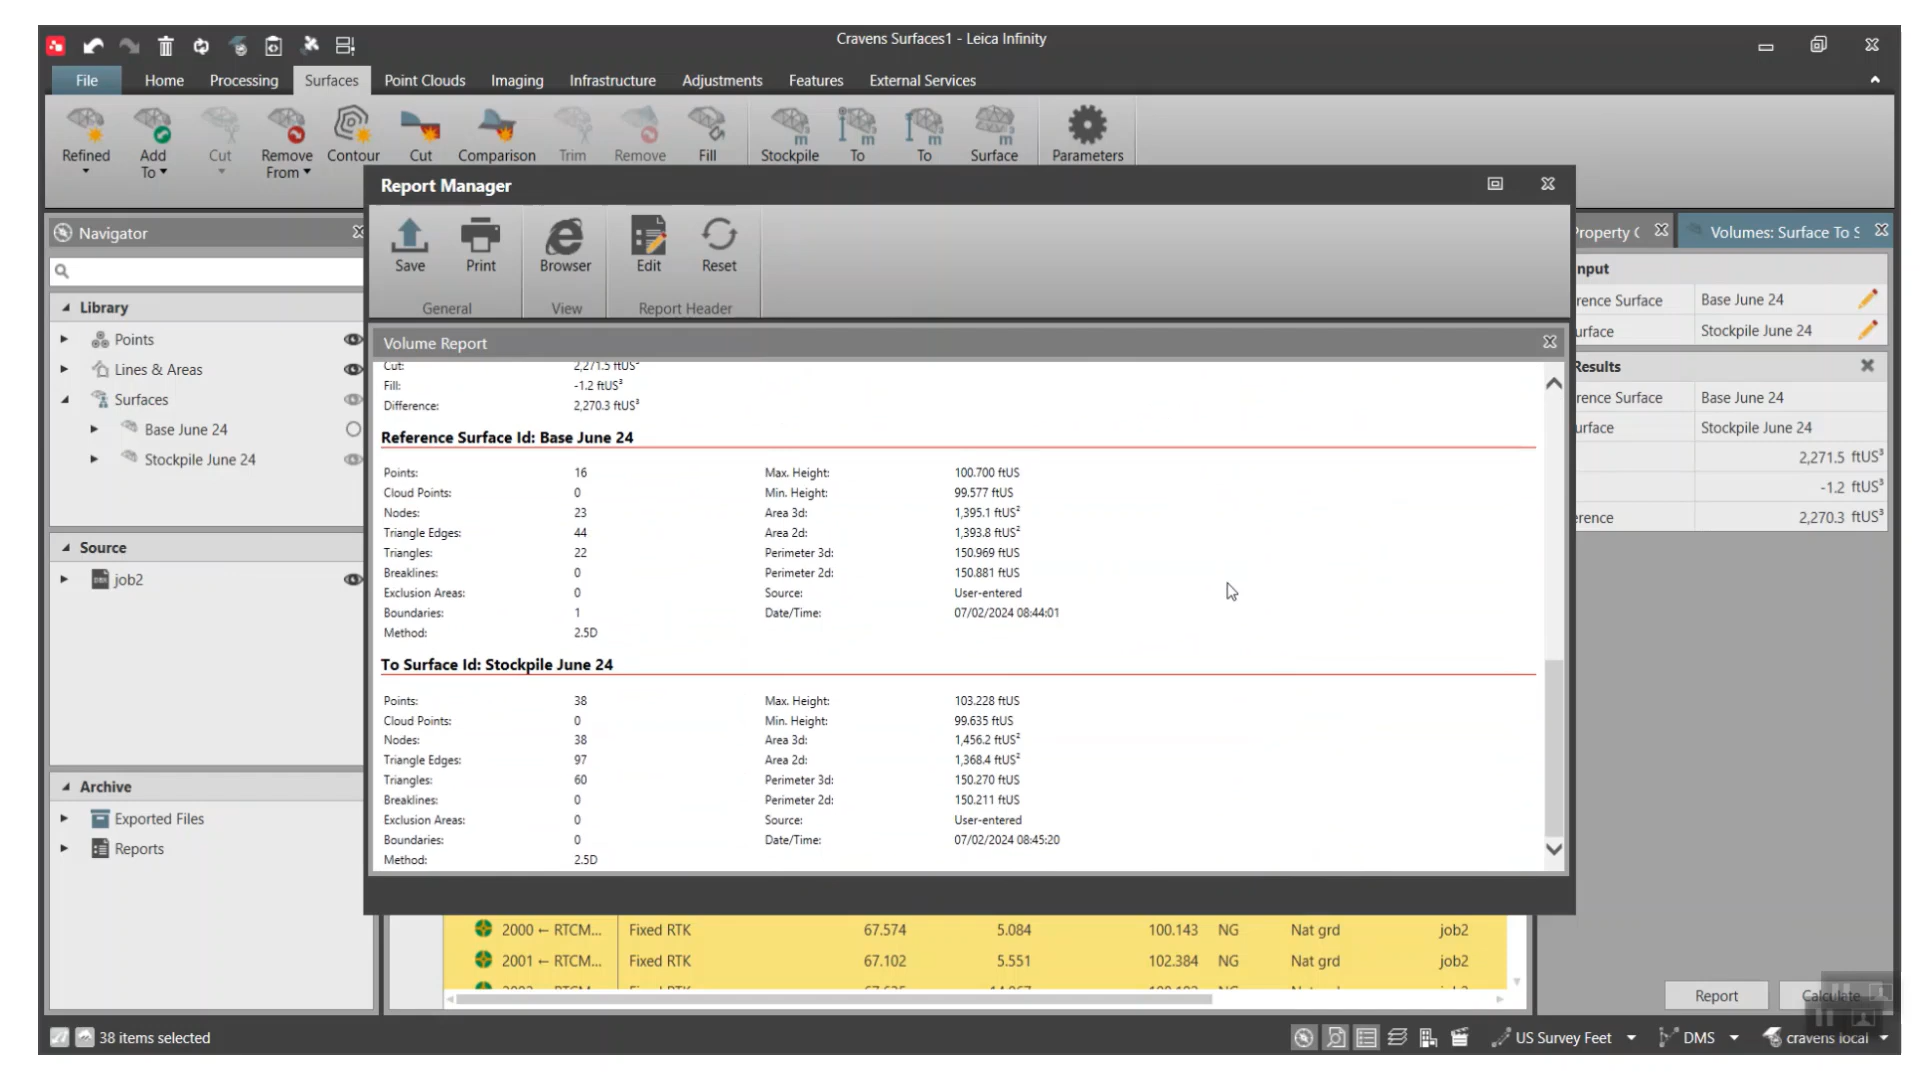 Cravens Surfaces1 - Leica Infinity
File Home Processing Surfaces Point Clouds Imaging Infrastructure Adjustments Features External Services
Refined Add To Cut Remove From Contour Cut Comparison Trim Remove Fill Stockpile To To Surface Parameters
m m m m
Report Manager
Navigator
Save Print Browser Edit Reset
General View Report Header
Property Volumes: Surface To S
nput
rence Surface Base June 24
urface Stockpile June 24
Results
rence Surface Base June 24
urface Stockpile June 24
2,271.5 ftUS³
-1.2 ftUS³
erence 2,270.3 ftUS³
Library
Points
Lines & Areas
Surfaces
Base June 24
Stockpile June 24
Source
job2
Archive
Exported Files
Reports
Volume Report
Cut: 2,271.5 ftUS³
Fill: -1.2 ftUS³
Difference: 2,270.3 ftUS³
Reference Surface Id: Base June 24
Points: 16 Max. Height: 100.700 ftUS
Cloud Points: 0 Min. Height: 99.577 ftUS
Nodes: 23 Area 3d: 1,395.1 ftUS²
Triangle Edges: 44 Area 2d: 1,393.8 ftUS²
Triangles: 22 Perimeter 3d: 150.969 ftUS
Breaklines: 0 Perimeter 2d: 150.881 ftUS
Exclusion Areas: 0 Source: User-entered
Boundaries: 1 Date/Time: 07/02/2024 08:44:01
Method: 2.5D
To Surface Id: Stockpile June 24
Points: 38 Max. Height: 103.228 ftUS
Cloud Points: 0 Min. Height: 99.635 ftUS
Nodes: 38 Area 3d: 1,456.2 ftUS²
Triangle Edges: 97 Area 2d: 1,368.4 ftUS²
Triangles: 60 Perimeter 3d: 150.270 ftUS
Breaklines: 0 Perimeter 2d: 150.211 ftUS
Exclusion Areas: 0 Source: User-entered
Boundaries: 0 Date/Time: 07/02/2024 08:45:20
Method: 2.5D
2000 ← RTCM... Fixed RTK 67.574 5.084 100.143 NG Nat grd job2
2001 ← RTCM... Fixed RTK 67.102 5.551 102.384 NG Nat grd job2
Report Calculate
38 items selected
US Survey Feet DMS cravens local